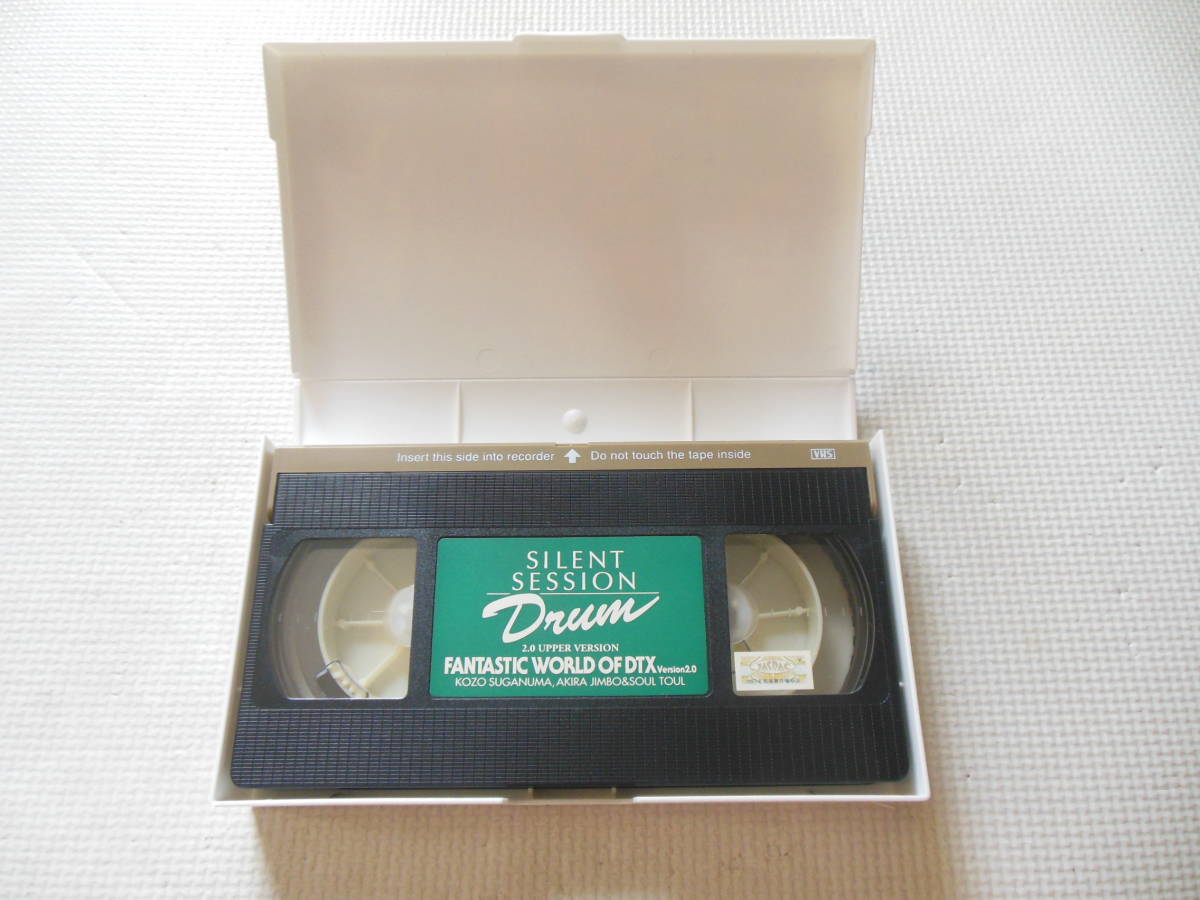 Insert this side into recorder ⇧ Do not touch the tape inside VHS
SILENT
SESSION
Drum
2.0 UPPER VERSION
FANTASTIC WORLD OF DTX Version2.0
KOZO SUGANUMA, AKIRA JIMBO&SOUL TOUL
JASRAC